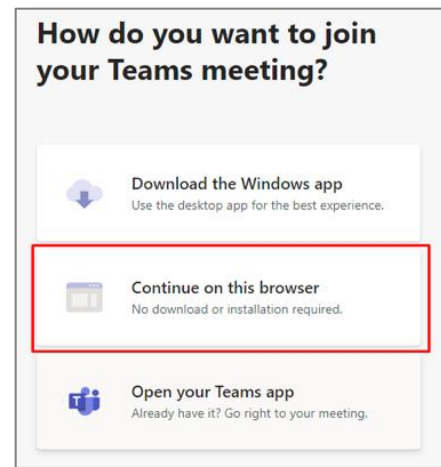 How do you want to join
your Teams meeting?
Download the Windows app
Use the desktop app for the best experience.
Continue on this browser
No download or installation required.
Open your Teams app
Already have it? Go right to your meeting.